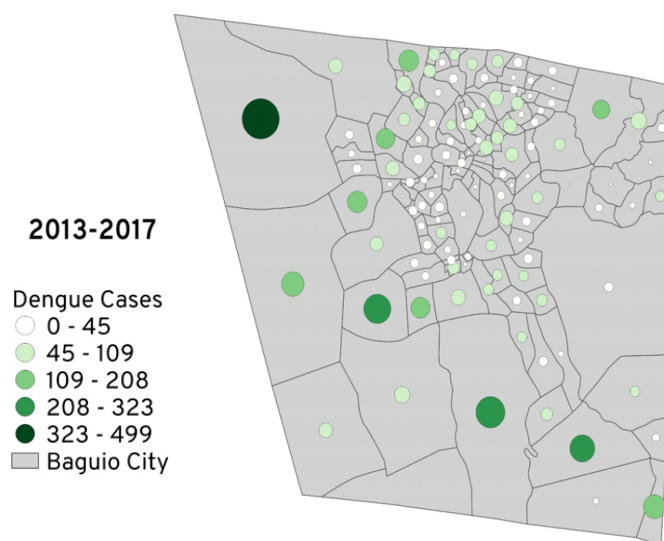 2013-2017
Dengue Cases
0 - 45
45 - 109
109 - 208
208 - 323
323 - 499
Baguio City